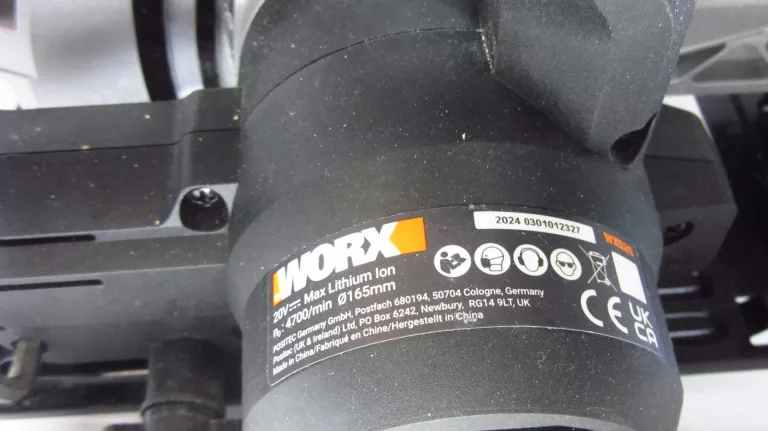 WORX
2024 0301012327
20V⎓ Max Lithium Ion
n₀: 4700/min Ø165mm
POSITEC Germany GmbH, Postfach 680194, 50704 Cologne, Germany
Positec (UK & Ireland) Ltd, PO Box 6242, Newbury, RG14 9LT, UK
Made in China/Fabriqué en Chine/Hergestellt in China
CE
UK
CA